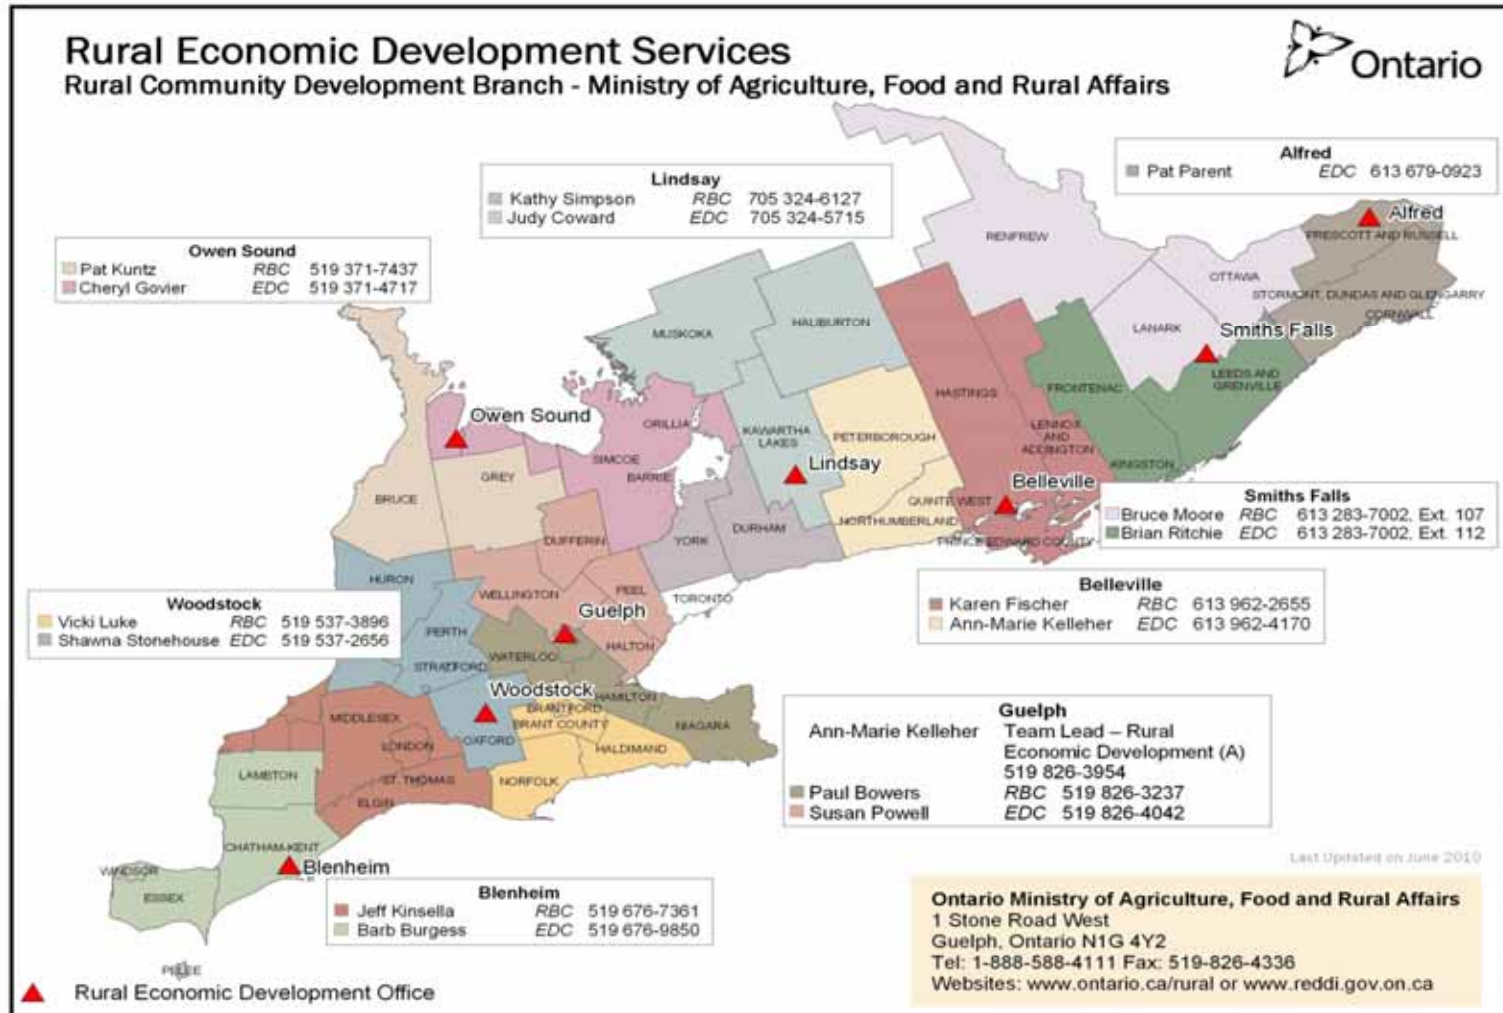 Rural Economic Development Services
Rural Community Development Branch - Ministry of Agriculture, Food and Rural Affairs
Ontario
Alfred
Pat Parent EDC 613 679-0923
Lindsay
Kathy Simpson RBC 705 324-6127
Judy Coward EDC 705 324-5715
Owen Sound
Pat Kuntz RBC 519 371-7437
Cheryl Govier EDC 519 371-4717
Alfred
PRESCOTT AND RUSSELL
RENFREW
OTTAWA
STORMONT, DUNDAS AND GLENGARRY
CORNWALL
LANARK
Smiths Falls
LEEDS AND
GRENVILLE
MUSKOKA
HALIBURTON
HASTINGS
FRONTENAC
LENNOX
AND
ADDINGTON
KINGSTON
Owen Sound
ORILLIA
SIMCOE
BARRIE
KAWARTHA
LAKES
PETERBOROUGH
Lindsay
Belleville
QUINTE WEST
NORTHUMBERLAND
PRINCE EDWARD COUNTY
GREY
BRUCE
DUFFERIN
YORK
DURHAM
Smiths Falls
Bruce Moore RBC 613 283-7002, Ext. 107
Brian Ritchie EDC 613 283-7002, Ext. 112
HURON
WELLINGTON
PEEL
TORONTO
Guelph
Belleville
Karen Fischer RBC 613 962-2655
Ann-Marie Kelleher EDC 613 962-4170
Woodstock
Vicki Luke RBC 519 537-3896
Shawna Stonehouse EDC 519 537-2656
PERTH
STRATFORD
WATERLOO
HALTON
Woodstock
HAMILTON
BRANTFORD
BRANT COUNTY
NIAGARA
MIDDLESEX
LONDON
OXFORD
HALDIMAND
LAMBTON
ST. THOMAS
NORFOLK
ELGIN
Guelph
Ann-Marie Kelleher Team Lead – Rural
Economic Development (A)
519 826-3954
Paul Bowers RBC 519 826-3237
Susan Powell EDC 519 826-4042
CHATHAM-KENT
Blenheim
WINDSOR
ESSEX
PELEE
Blenheim
Jeff Kinsella RBC 519 676-7361
Barb Burgess EDC 519 676-9850
Last Updated on June 2010
Ontario Ministry of Agriculture, Food and Rural Affairs
1 Stone Road West
Guelph, Ontario N1G 4Y2
Tel: 1-888-588-4111 Fax: 519-826-4336
Websites: www.ontario.ca/rural or www.reddi.gov.on.ca
Rural Economic Development Office